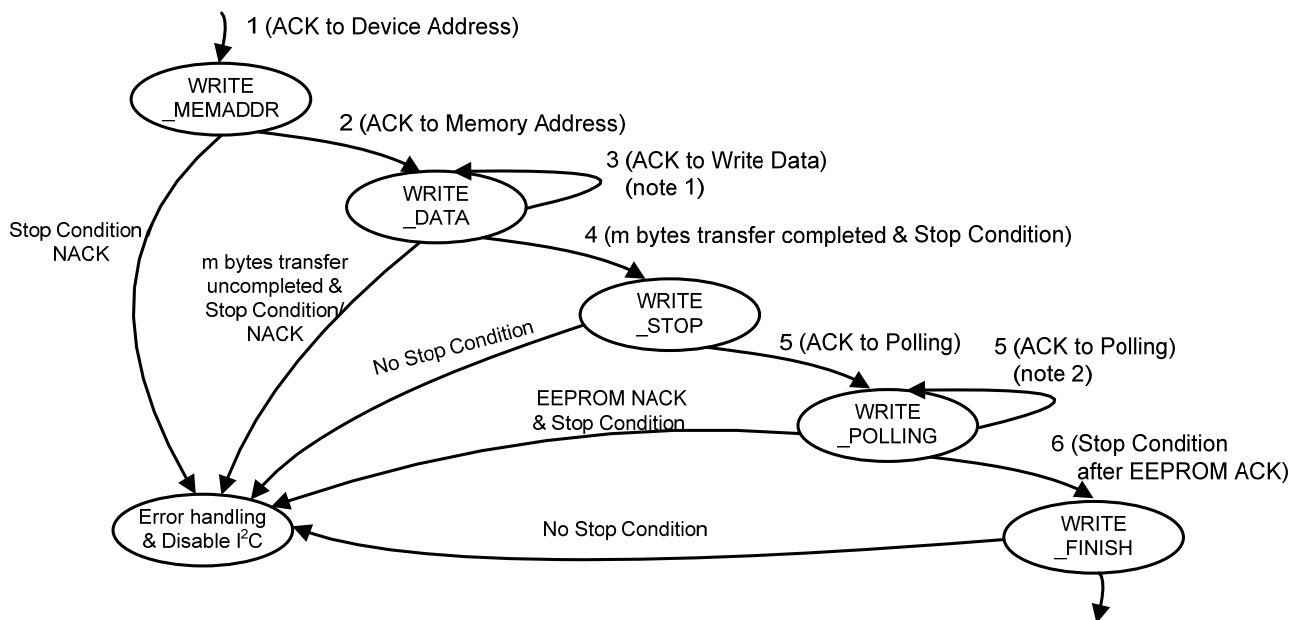 1 (ACK to Device Address)
WRITE
_MEMADDR
2 (ACK to Memory Address)
3 (ACK to Write Data)
(note 1)
WRITE
_DATA
Stop Condition /
NACK
4 (m bytes transfer completed & Stop Condition)
m bytes transfer
uncompleted &
Stop Condition/
NACK
WRITE
_STOP
No Stop Condition
5 (ACK to Polling)
5 (ACK to Polling)
(note 2)
EEPROM NACK
& Stop Condition
WRITE
_POLLING
6 (Stop Condition
after EEPROM ACK)
Error handling
& Disable I²C
No Stop Condition
WRITE
_FINISH